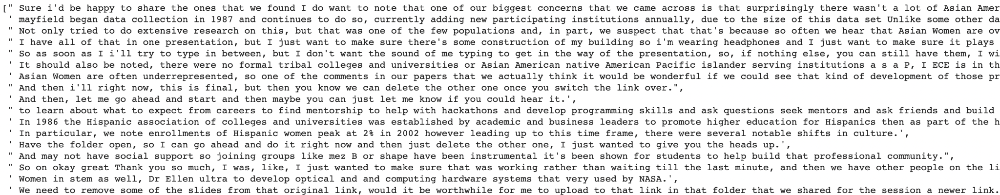 [" Sure i'd be happy to share the ones that we found I do want to note that one of our biggest concerns that we came across is that surprisingly there wasn't a lot of Asian Amer
' mayfield began data collection in 1987 and continues to do so, currently adding new participating institutions annually, due to the size of this data set Unlike some other da
" Not only tried to do extensive research on this, but that was one of the few populations and, in part, we suspect that that's because so often we hear that Asian Women are ov
" I have all of that in one presentation, but I just want to make sure there's some construction of my building so i'm wearing headphones and I just want to make sure it plays
" So as soon as I i'll try to type in between, but I don't want the sound of me typing to get in the way of the presentation, so, if nothing else, you can still have them, I wi
' It should also be noted, there were no formal tribal colleges and universities or Asian American native American Pacific islander serving institutions a s a P, I ECE is in th
' Asian Women are often underrepresented, so one of the comments in our papers that we actually think it would be wonderful if we could see that kind of development of those pr
" And then i'll right now, this is final, but then you know we can delete the other one once you switch the link over.",
' And then, let me go ahead and start and then maybe you can just let me know if you could hear it.',
" to learn about what to expect from careers to find mentorship to help with hackathons and develop programming skills and ask questions seek mentors and ask friends and build
' In 1986 the Hispanic association of colleges and universities was established by academic and business leaders to promote higher education for Hispanics then as part of the h
' In particular, we note enrollments of Hispanic women peak at 2% in 2002 however leading up to this time frame, there were several notable shifts in culture.',
' Have the folder open, so I can go ahead and do it right now and then just delete the other one, I just wanted to give you the heads up.',
" And may not have social support so joining groups like mez B or shape have been instrumental it's been shown for students to help build that professional community.",
" So on okay great Thank you so much, I was, like, I just wanted to make sure that was working rather than waiting till the last minute, and then we have other people on the li
' Women in stem as well, Dr Ellen ultra to develop optical and and computing hardware systems that very used by NASA.',
' We need to remove some of the slides from that original link, would it be worthwhile for me to upload to that link in that folder that we shared for the session a newer link.